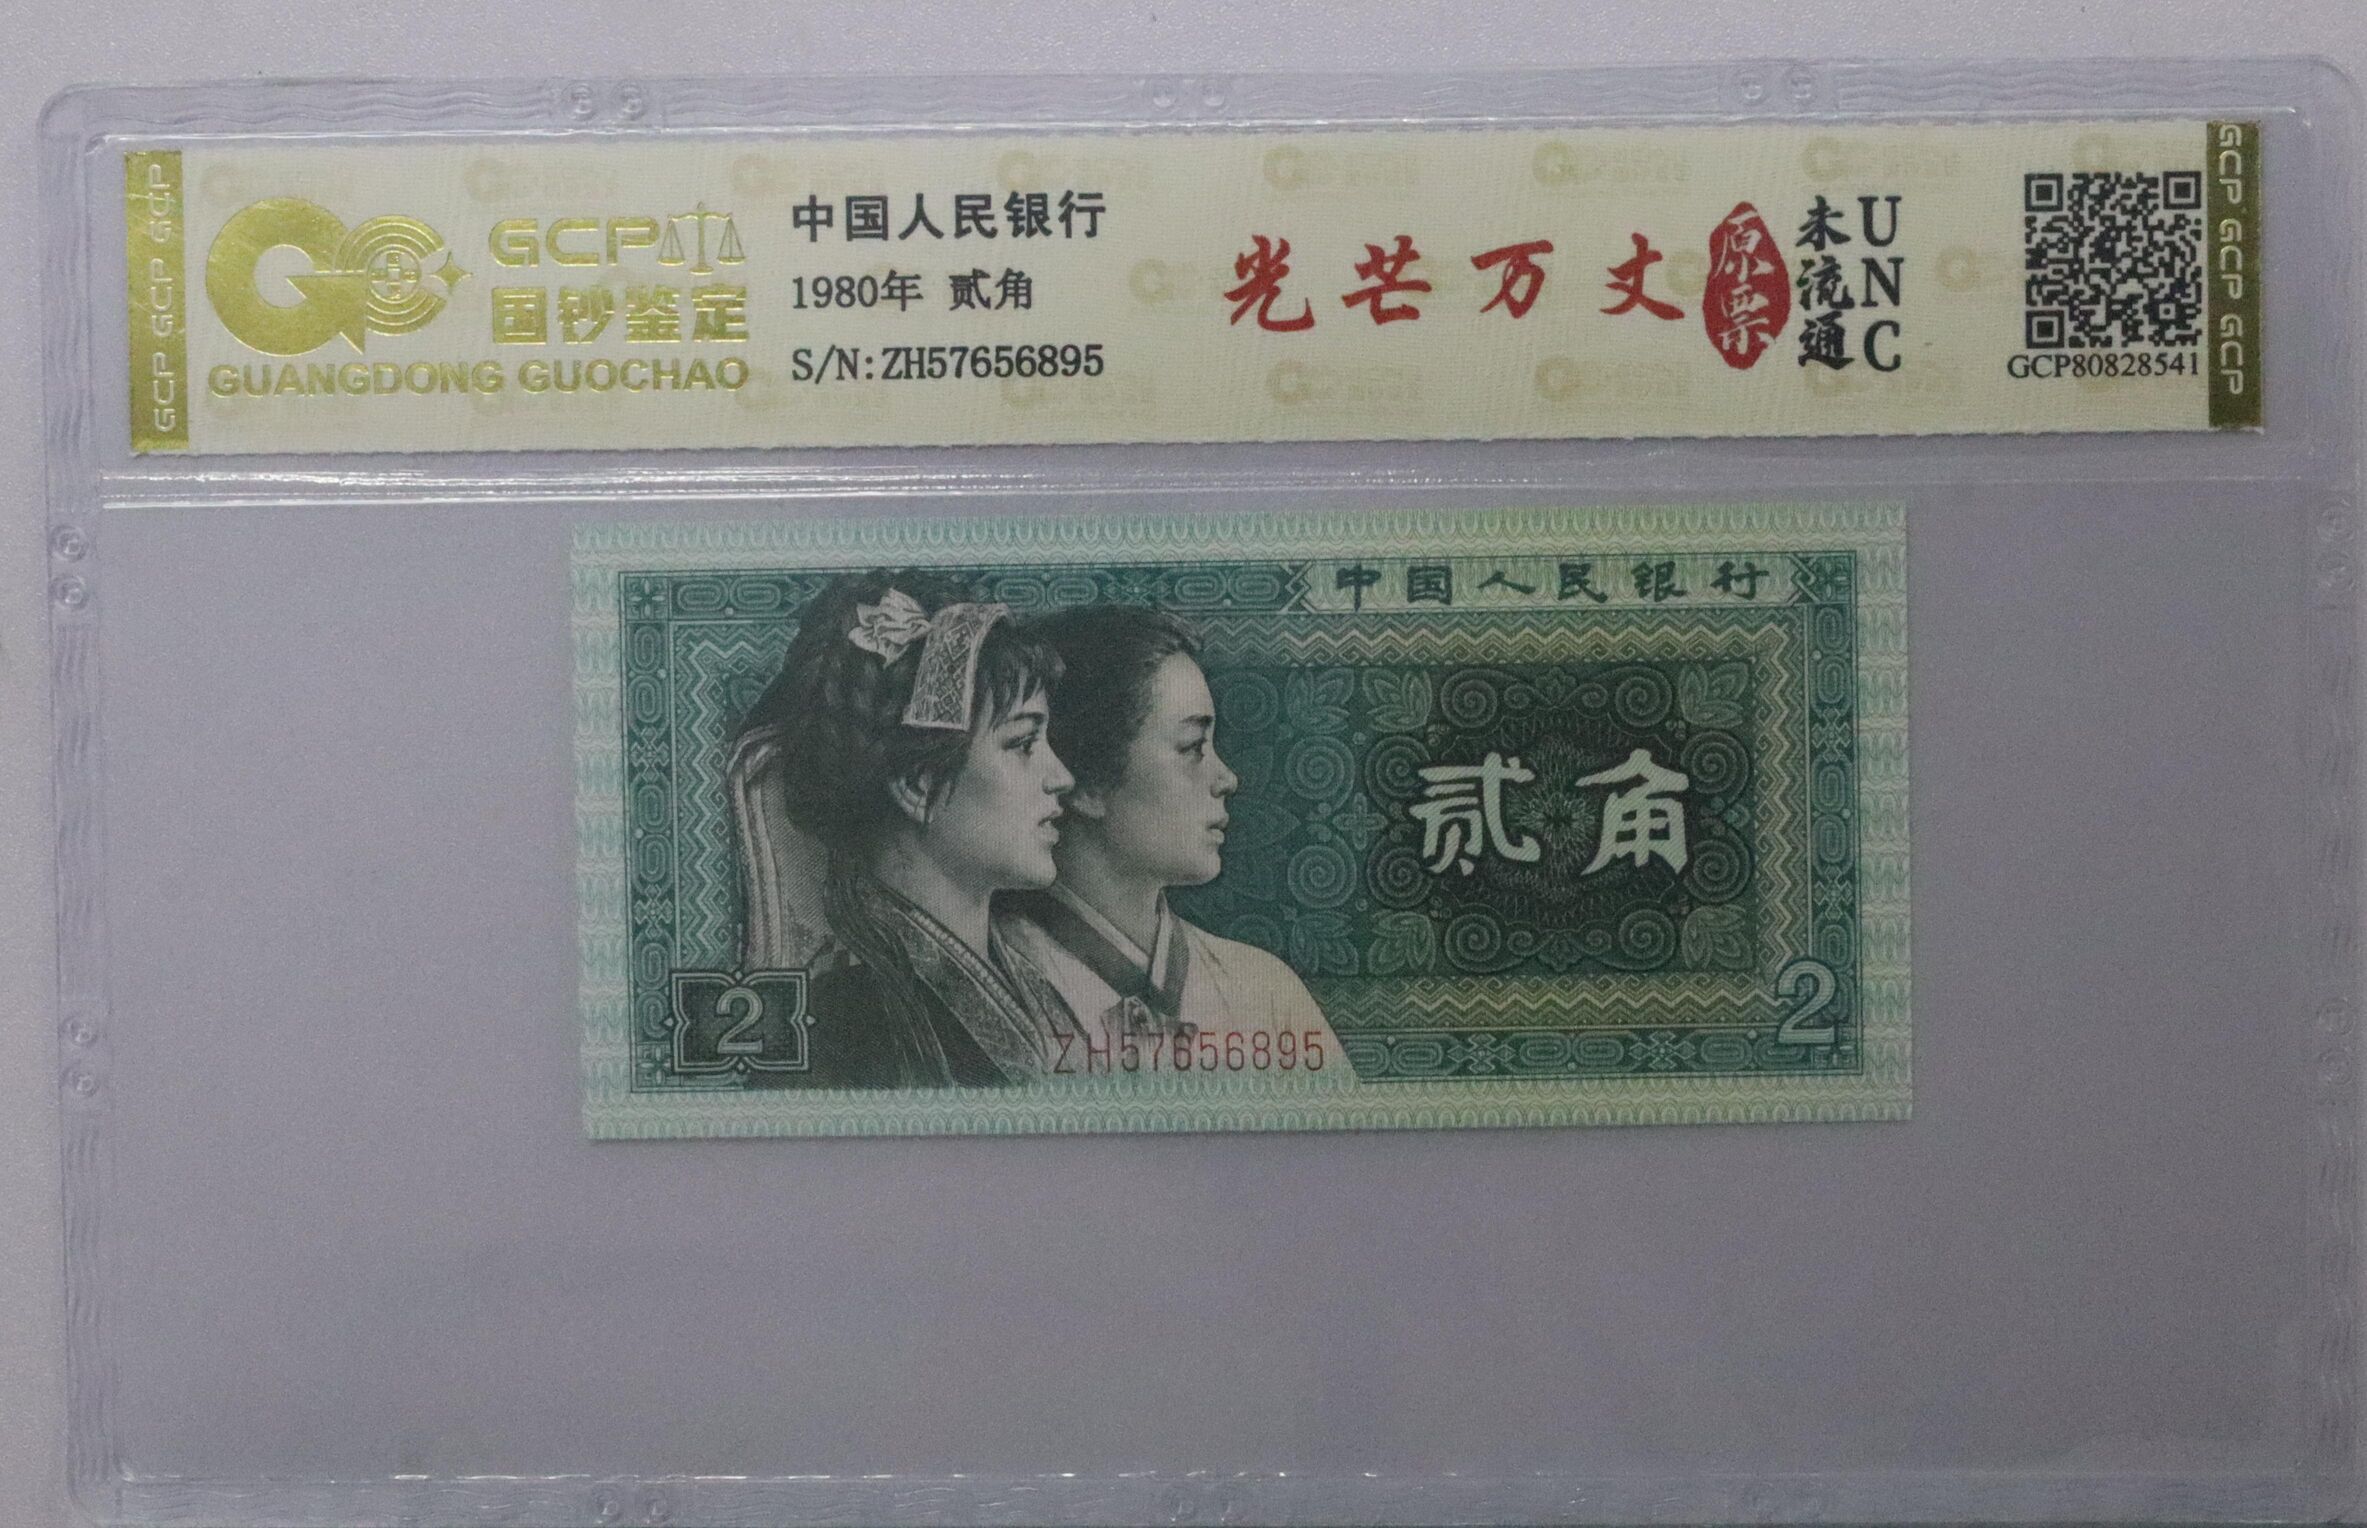 GCP GCP GCP
GCP
国钞鉴定
GUANGDONG GUOCHAO
中国人民银行
1980年 贰角
S/N:ZH57656895
光芒万丈
原票
未流通
UNC
GCP80828541
GCP GCP GCP
中国人民银行
贰角
2
2
ZH57656895